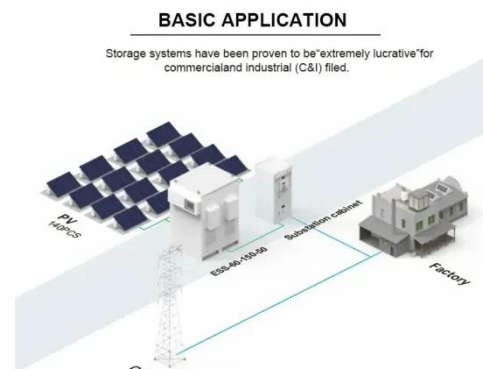 BASIC APPLICATION
Storage systems have been proven to be“extremely lucrative”for
commercialand industrial (C&I) filed.
PV
140PCS
ESS-60-150-50
Substation cabinet
Factory